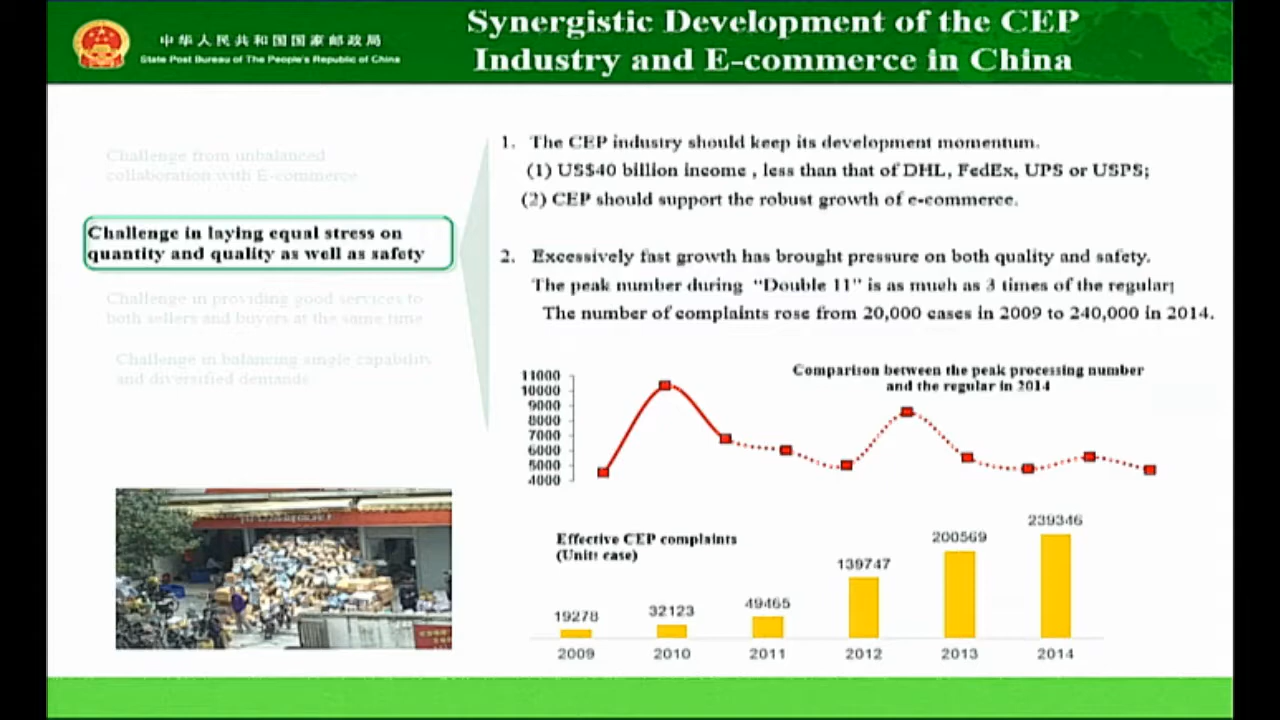 中华人民共和国国家邮政局
State Post Bureau of The People's Republic of China
Synergistic Development of the CEP
Industry and E-commerce in China
Challenge from unbalanced
collaboration with E-commerce
Challenge in laying equal stress on
quantity and quality as well as safety
Challenge in providing good services to
both sellers and buyers at the same time
Challenge in balancing single capability
and diversified demands
1. The CEP industry should keep its development momentum.
(1) US$40 billion income , less than that of DHL, FedEx, UPS or USPS;
(2) CEP should support the robust growth of e-commerce.
2. Excessively fast growth has brought pressure on both quality and safety.
The peak number during “Double 11” is as much as 3 times of the regular;
The number of complaints rose from 20,000 cases in 2009 to 240,000 in 2014.
Comparison between the peak processing number
and the regular in 2014
11000
10000
9000
8000
7000
6000
5000
4000
Effective CEP complaints
(Unit: case)
19278
32123
49465
139747
200569
239346
2009
2010
2011
2012
2013
2014